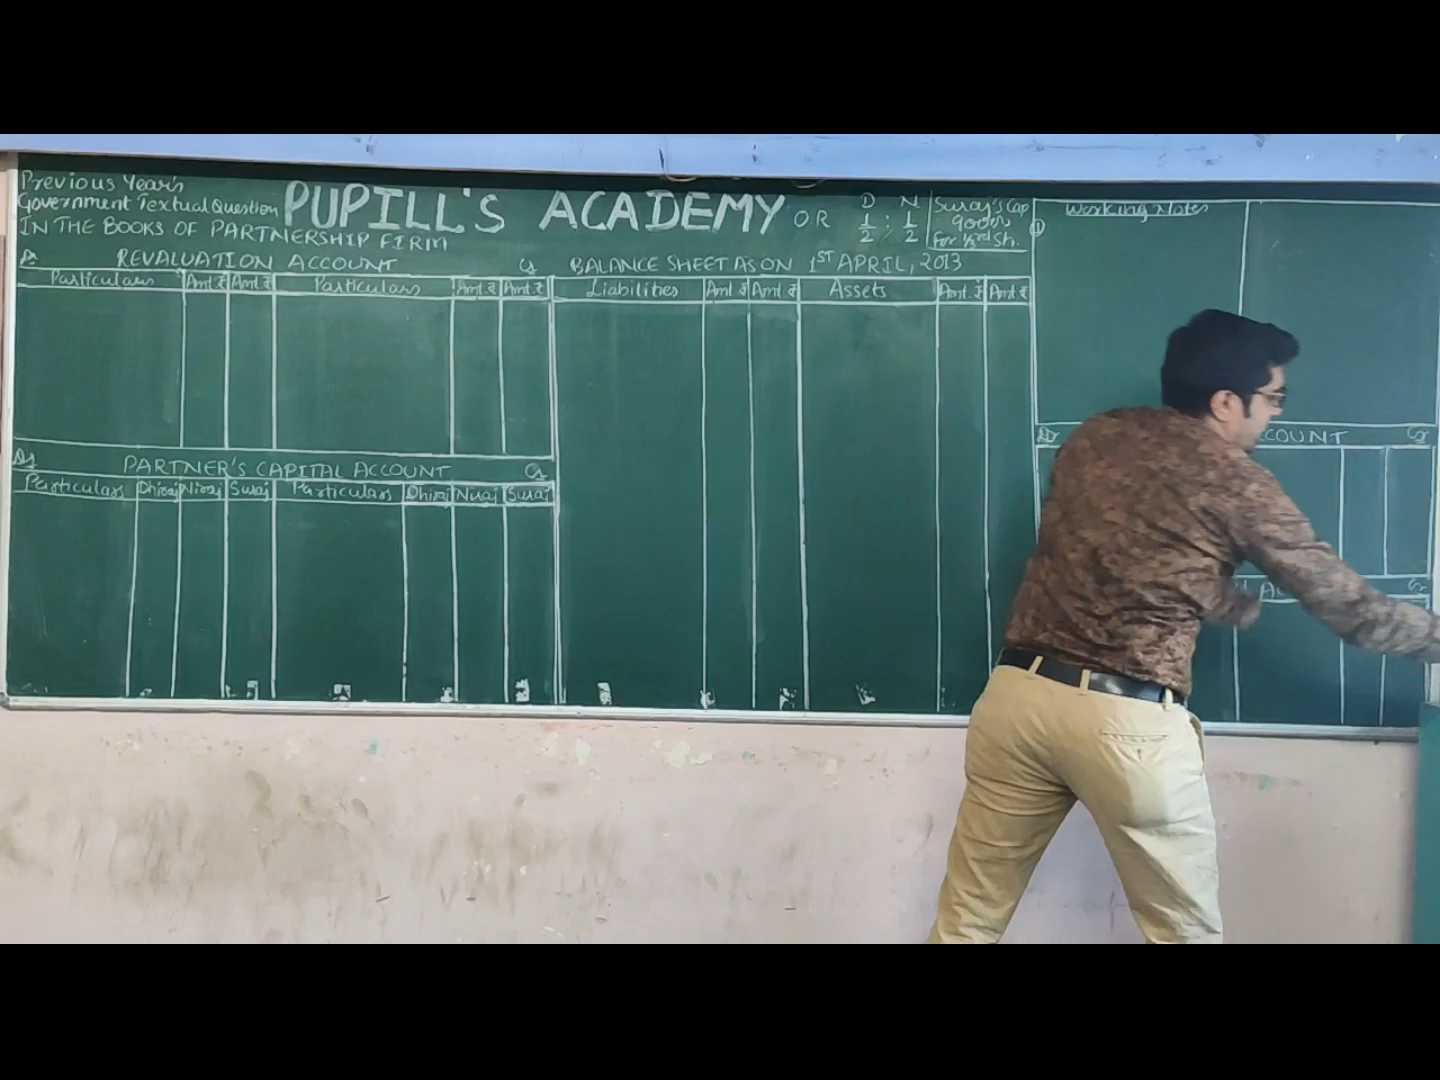 Previous Year's
Government Textual Question
PUPILL'S ACADEMY
IN THE BOOKS OF PARTNERSHIP FIRM
OR
D N
1/2 : 1/2
Suraj's Cap
For 1/3rd Sh.
Dr REVALUATION ACCOUNT Cr
Particulars Amt.₹ Amt.₹ Particulars Amt.₹ Amt.₹
Dr PARTNER'S CAPITAL ACCOUNT Cr
Particulars Dhiraj Niraj Suraj Particulars Dhiraj Niraj Suraj
BALANCE SHEET AS ON 1ST APRIL, 2013
Liabilities Amt.₹ Amt.₹ Assets Amt.₹ Amt.₹
1
Working Notes
Dr COUNT Cr
Cr